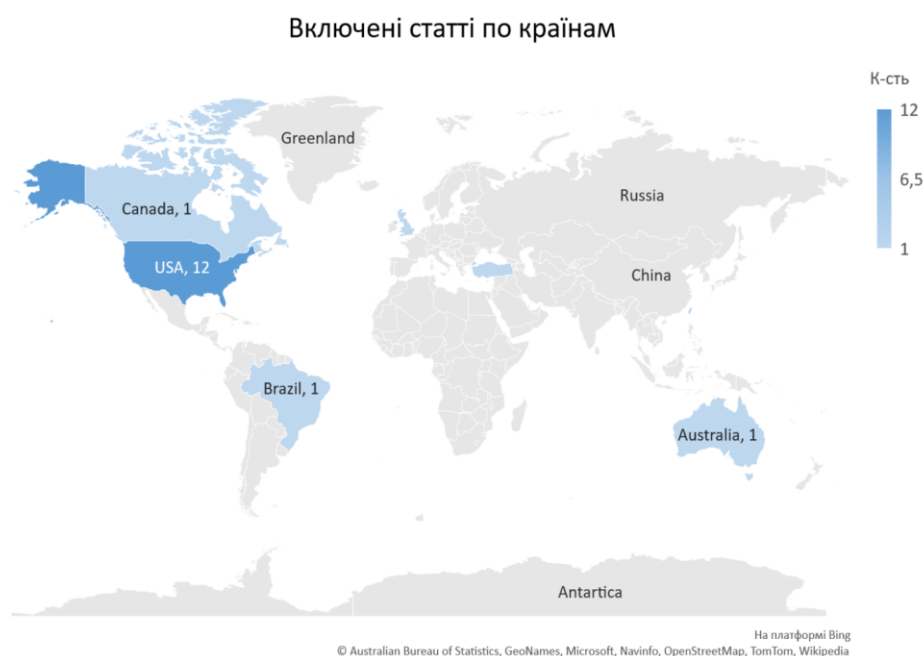 Включені статті по країнам
К-сть
12
6,5
1
Greenland
Russia
Canada, 1
China
USA, 12
Brazil, 1
Australia, 1
Antartica
На платформі Bing
© Australian Bureau of Statistics, GeoNames, Microsoft, Navinfo, OpenStreetMap, TomTom, Wikipedia